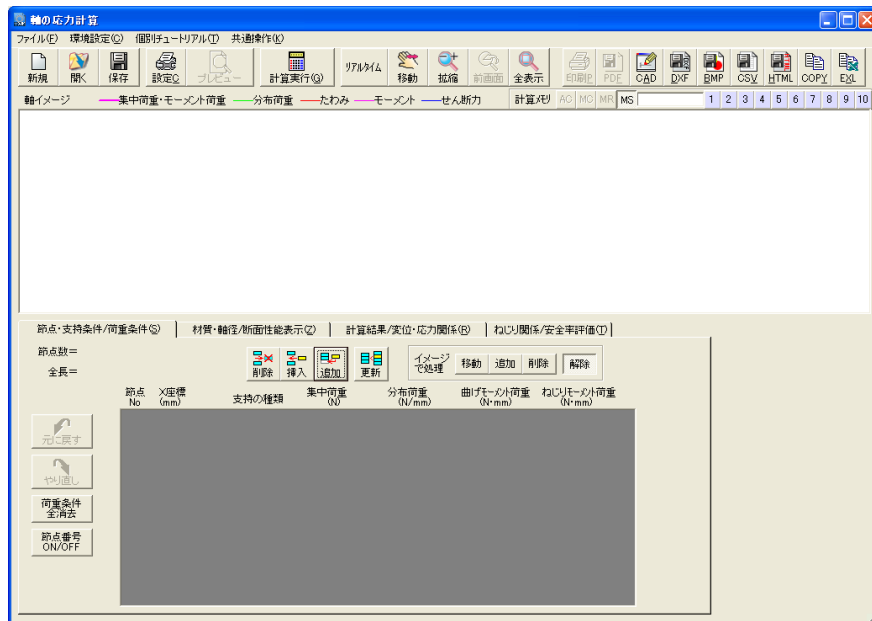 軸の応力計算
ファイル(F) 環境設定(C) 個別チュートリアル(T) 共通操作(K)
新規 開く 保存 設定C プレビュー 計算実行(G) リアルタイム 移動 拡縮 前画面 全表示 印刷P PDF CAD DXF BMP CSV HTML COPY EXL
軸イメージ 集中荷重・モーメント荷重 分布荷重 たわみ モーメント せん断力 計算メモリ AC MC MR MS 1 2 3 4 5 6 7 8 9 10
節点・支持条件/荷重条件(S) 材質・軸径/断面性能表示(Z) 計算結果/変位・応力関係(R) ねじり関係/安全率評価(T)
節点数=
全長=
削除 挿入 追加 更新
イメージ
で処理
移動 追加 削除 解除
節点 X座標 支持の種類 集中荷重 分布荷重 曲げモーメント荷重 ねじりモーメント荷重
No (mm) (N) (N/mm) (N・mm) (N・mm)
元に戻す
やり直し
荷重条件
全消去
節点番号
ON/OFF